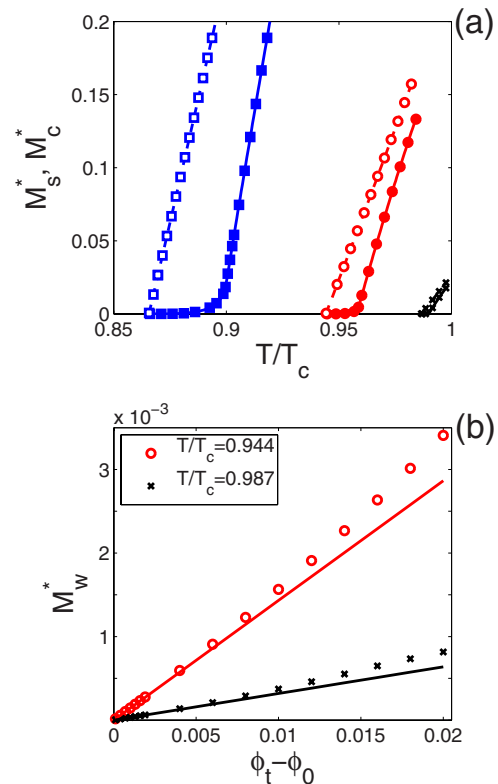 (a)
0.2
0.15
0.1
0.05
0
M*s, M*c
0.85 0.9 0.95 1
T/Tc
(b)
x 10⁻³
T/Tc=0.944
T/Tc=0.987
3
2
1
0
M*w
0 0.005 0.01 0.015 0.02
ϕt−ϕ0